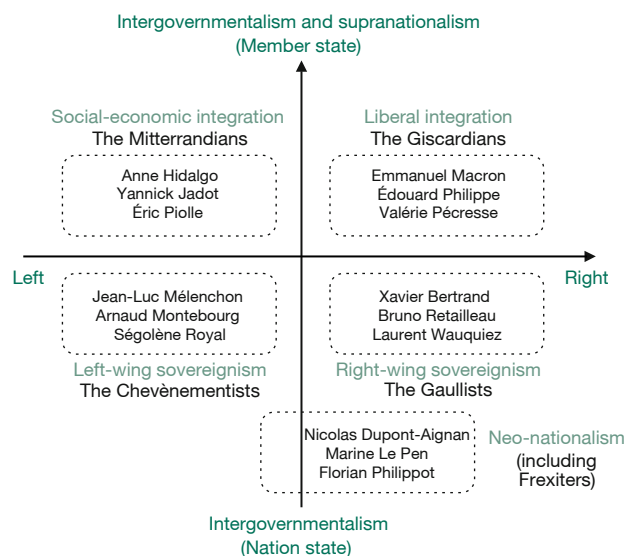 Intergovernmentalism and supranationalism
(Member state)
Social-economic integration
The Mitterrandians
Anne Hidalgo
Yannick Jadot
Éric Piolle
Liberal integration
The Giscardians
Emmanuel Macron
Édouard Philippe
Valérie Pécresse
Left
Right
Jean-Luc Mélenchon
Arnaud Montebourg
Ségolène Royal
Left-wing sovereignism
The Chevènementists
Xavier Bertrand
Bruno Retailleau
Laurent Wauquiez
Right-wing sovereignism
The Gaullists
Nicolas Dupont-Aignan
Marine Le Pen
Florian Philippot
Neo-nationalism
(including
Frexiters)
Intergovernmentalism
(Nation state)